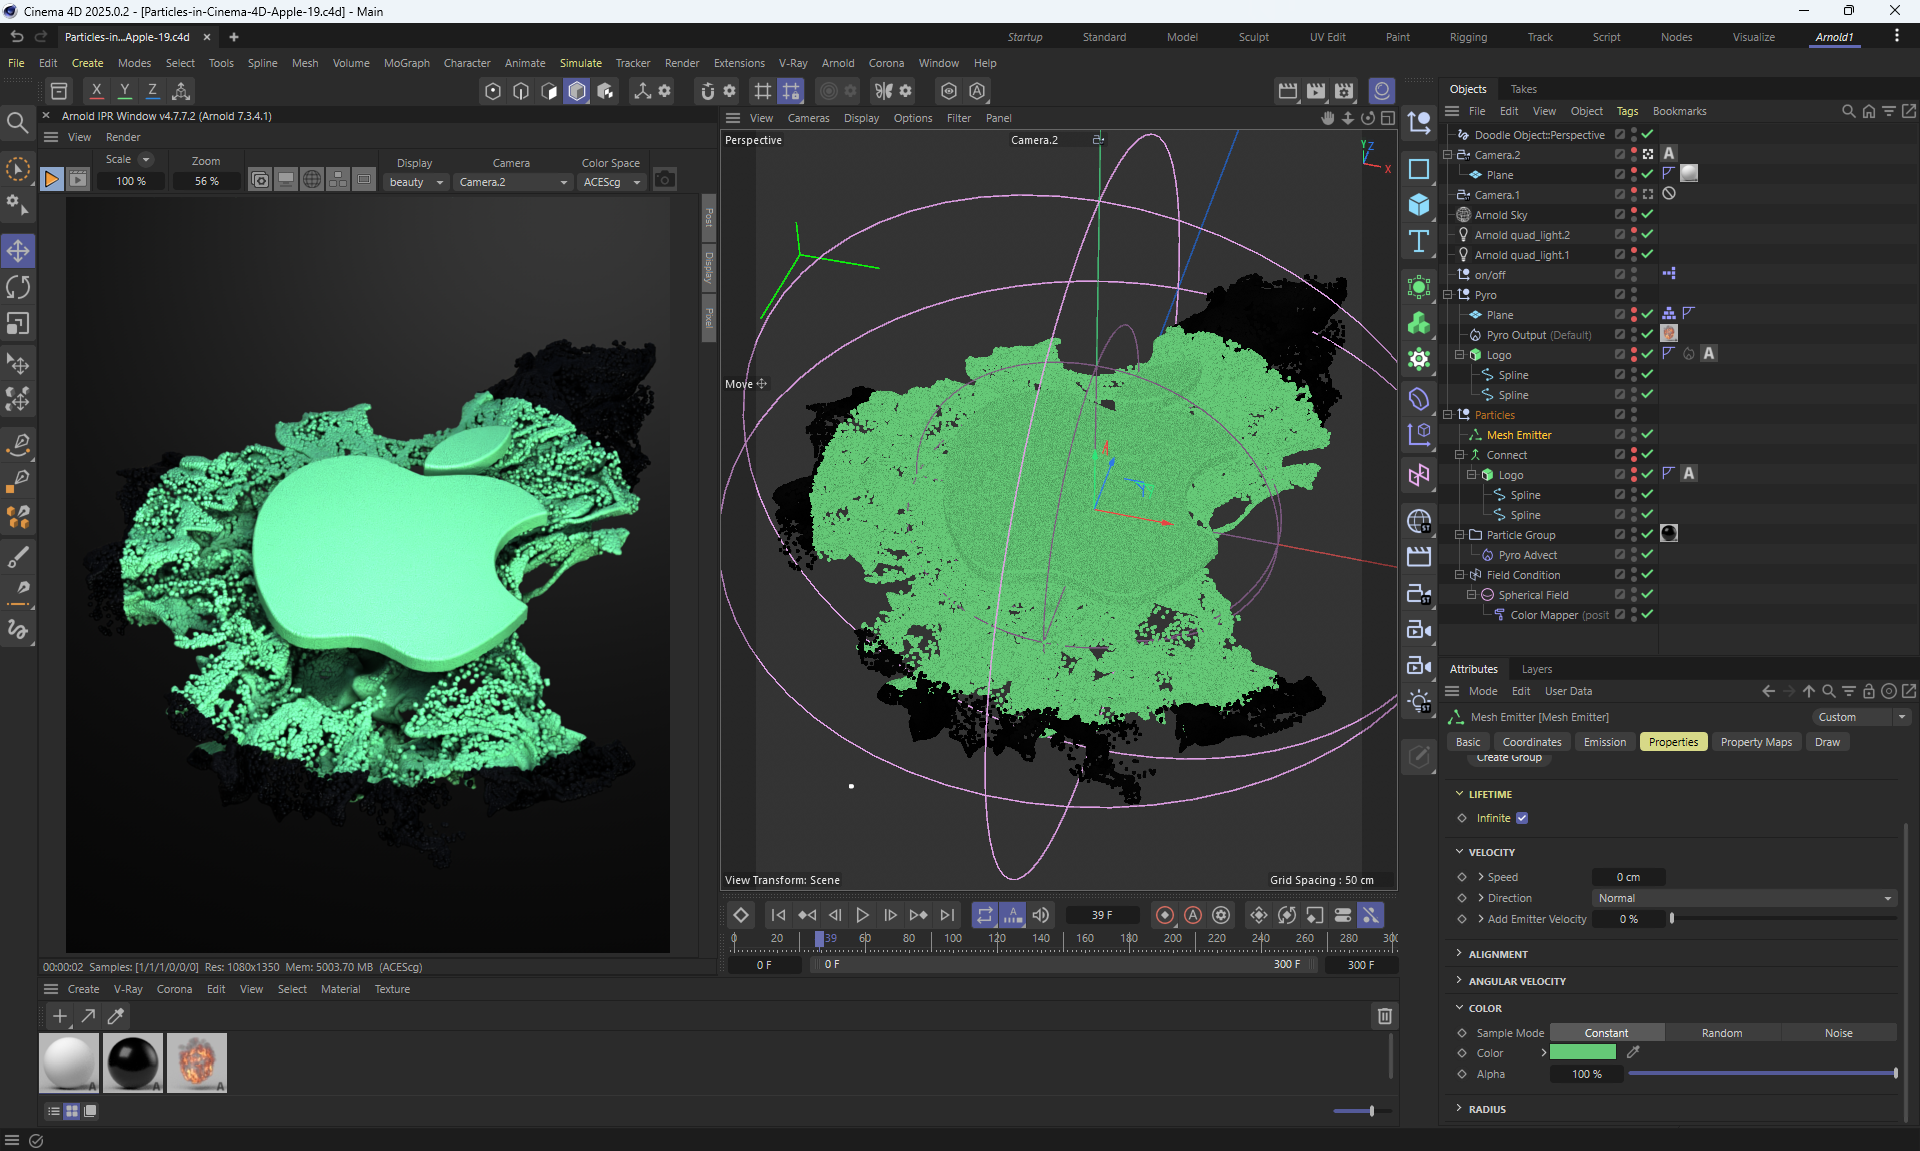 Cinema 4D 2025.0.2 - [Particles-in-Cinema-4D-Apple-19.c4d] - Main
Particles-in...Apple-19.c4d
Startup Standard Model Sculpt UV Edit Paint Rigging Track Script Nodes Visualize Arnold1
File Edit Create Modes Select Tools Spline Mesh Volume MoGraph Character Animate Simulate Tracker Render Extensions V-Ray Arnold Corona Window Help
X Y Z
Arnold IPR Window v4.7.7.2 (Arnold 7.3.4.1)
View Render
Scale Zoom Display Camera Color Space
100 % 56 % beauty Camera.2 ACEScg
Post
Display
Pixel
00:00:02 Samples: [1/1/1/0/0/0] Res: 1080x1350 Mem: 5003.70 MB (ACEScg)
View Cameras Display Options Filter Panel
Perspective
Camera.2
Y Z
X
Move
View Transform: Scene
Grid Spacing : 50 cm
39 F
0 20 39 60 80 100 120 140 160 180 200 220 240 260 280 30
0 F 0 F 300 F 300 F
Create V-Ray Corona Edit View Select Material Texture
Objects Takes
File Edit View Object Tags Bookmarks
Doodle Object::Perspective
Camera.2
Plane
Camera.1
Arnold Sky
Arnold quad_light.2
Arnold quad_light.1
on/off
Pyro
Plane
Pyro Output (Default)
Logo
Spline
Spline
Particles
Mesh Emitter
Connect
Logo
Spline
Spline
Particle Group
Pyro Advect
Field Condition
Spherical Field
Color Mapper (posit
Attributes Layers
Mode Edit User Data
Mesh Emitter [Mesh Emitter]
Custom
Basic Coordinates Emission Properties Property Maps Draw
Create Group
LIFETIME
Infinite
VELOCITY
Speed 0 cm
Direction Normal
Add Emitter Velocity 0 %
ALIGNMENT
ANGULAR VELOCITY
COLOR
Sample Mode Constant Random Noise
Color
Alpha 100 %
RADIUS